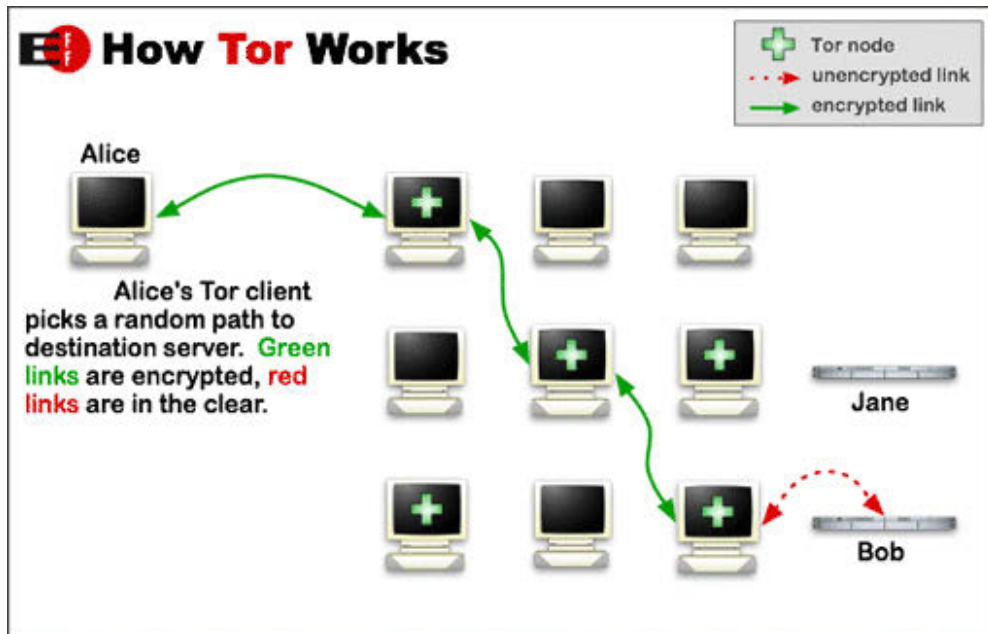 EFF How Tor Works
Tor node
unencrypted link
encrypted link
Alice
Alice's Tor client
picks a random path to
destination server. Green
links are encrypted, red
links are in the clear.
Jane
Bob